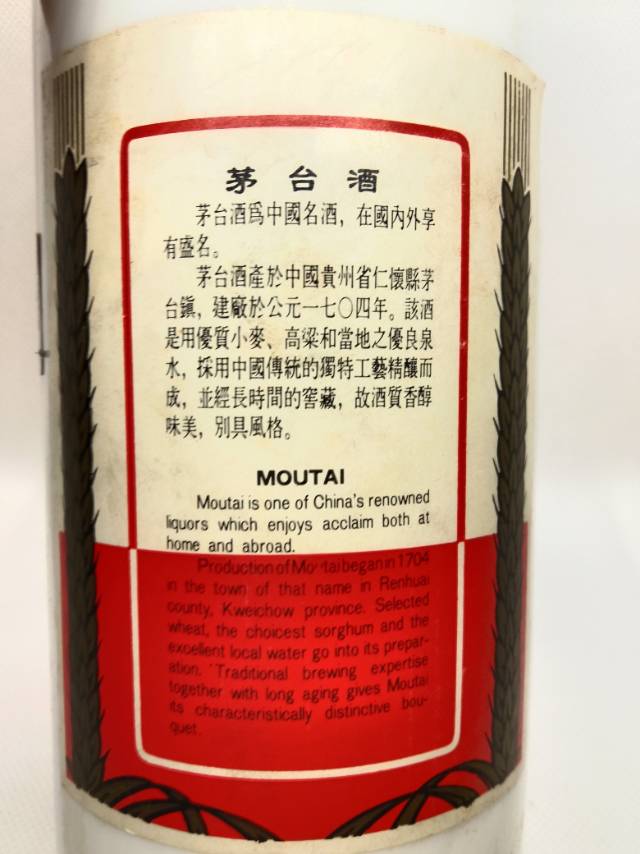 茅台酒
茅台酒爲中國名酒，在國內外享
有盛名。
茅台酒產於中國貴州省仁懷縣茅
台鎭，建廠於公元一七〇四年。該酒
是用優質小麥、高梁和當地之優良泉
水，採用中國傳統的獨特工藝精釀而
成，並經長時間的窖藏，故酒質香醇
味美，別具風格。
MOUTAI
Moutai is one of China's renowned
liquors which enjoys acclaim both at
home and abroad.
Production of Moutai began in 1704
in the town of that name in Renhuai
county, Kweichow province. Selected
wheat, the choicest sorghum and the
excellent local water go into its prepar-
ation. Traditional brewing expertise
together with long aging gives Moutai
its characteristically distinctive bou-
quet.